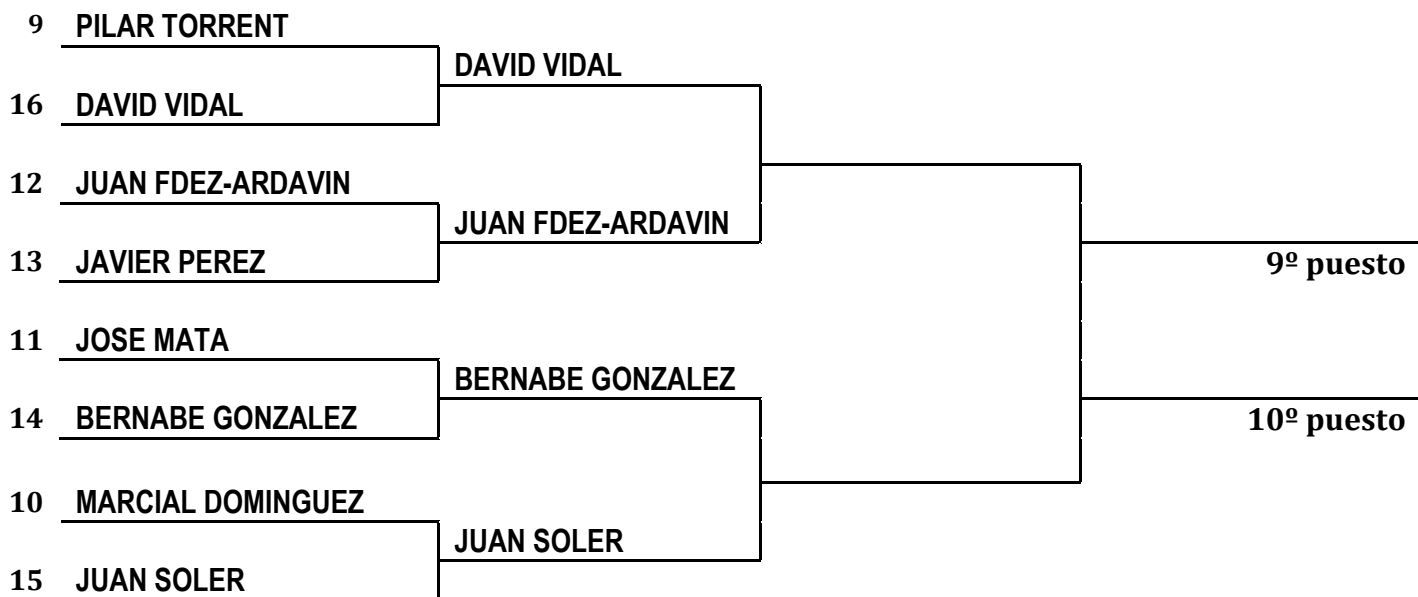 9 PILAR TORRENT
DAVID VIDAL
16 DAVID VIDAL
12 JUAN FDEZ-ARDAVIN
JUAN FDEZ-ARDAVIN
13 JAVIER PEREZ
9º puesto
11 JOSE MATA
BERNABE GONZALEZ
14 BERNABE GONZALEZ
10º puesto
10 MARCIAL DOMINGUEZ
JUAN SOLER
15 JUAN SOLER